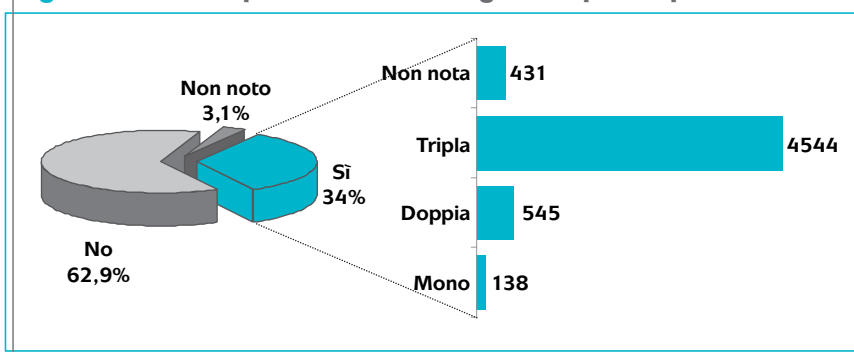 Non noto
3,1%
Sì
34%
No
62,9%
Non nota
431
Tripla
4544
Doppia
545
Mono
138